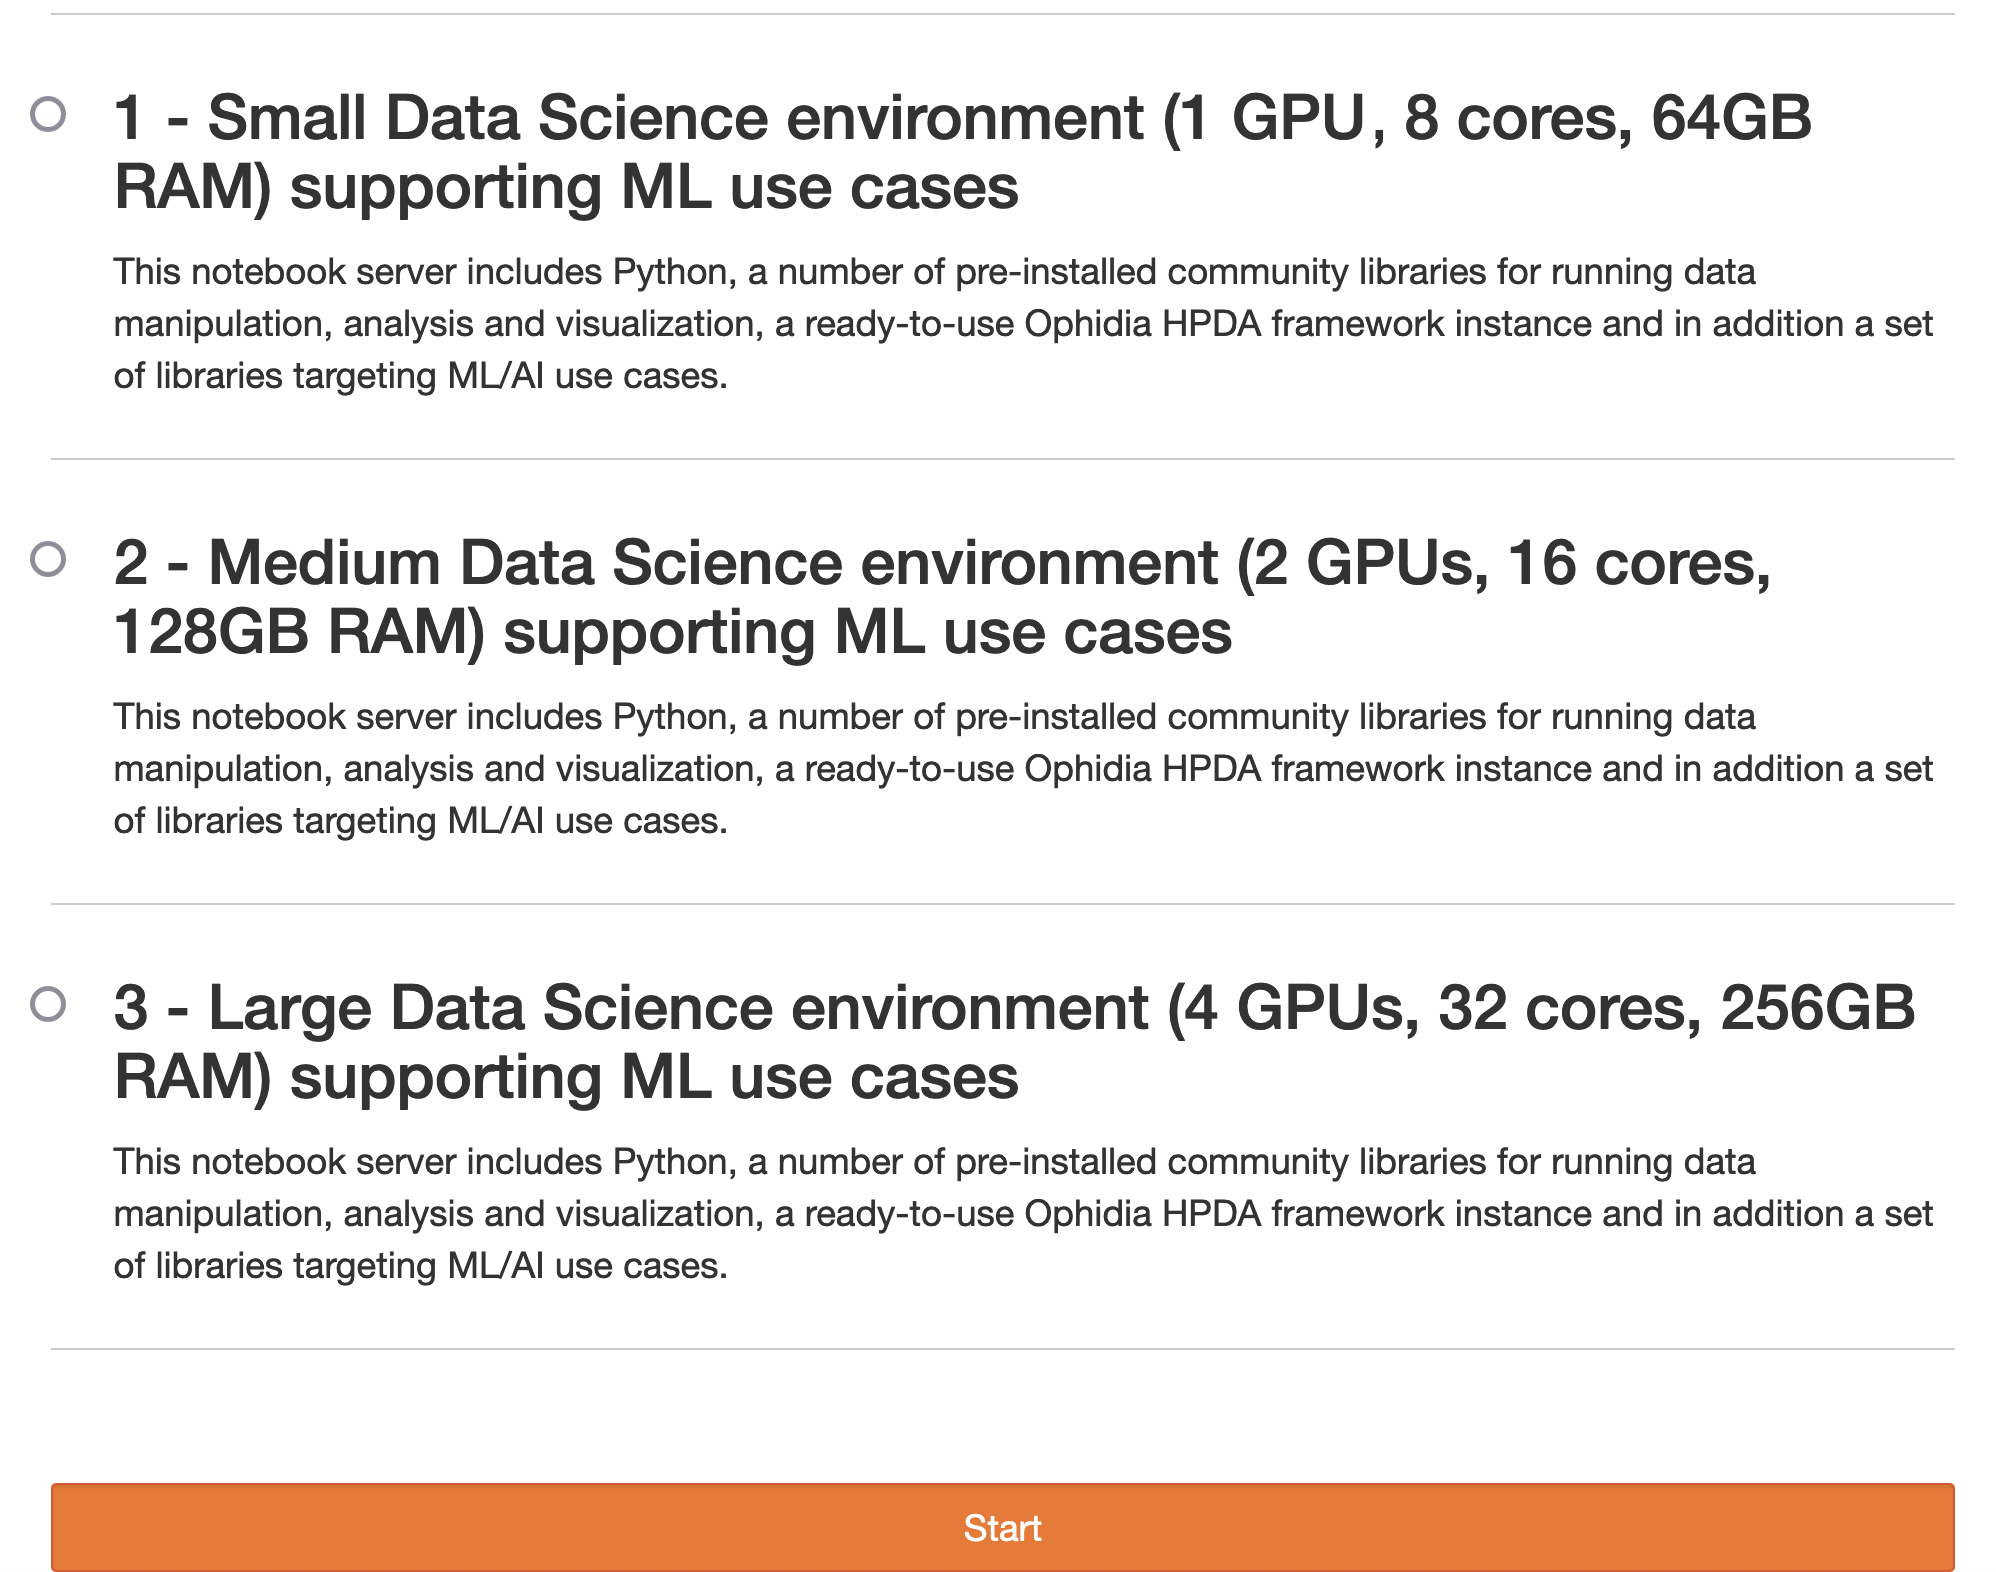 1 - Small Data Science environment (1 GPU, 8 cores, 64GB
RAM) supporting ML use cases
This notebook server includes Python, a number of pre-installed community libraries for running data
manipulation, analysis and visualization, a ready-to-use Ophidia HPDA framework instance and in addition a set
of libraries targeting ML/AI use cases.
2 - Medium Data Science environment (2 GPUs, 16 cores,
128GB RAM) supporting ML use cases
This notebook server includes Python, a number of pre-installed community libraries for running data
manipulation, analysis and visualization, a ready-to-use Ophidia HPDA framework instance and in addition a set
of libraries targeting ML/AI use cases.
3 - Large Data Science environment (4 GPUs, 32 cores, 256GB
RAM) supporting ML use cases
This notebook server includes Python, a number of pre-installed community libraries for running data
manipulation, analysis and visualization, a ready-to-use Ophidia HPDA framework instance and in addition a set
of libraries targeting ML/AI use cases.
Start